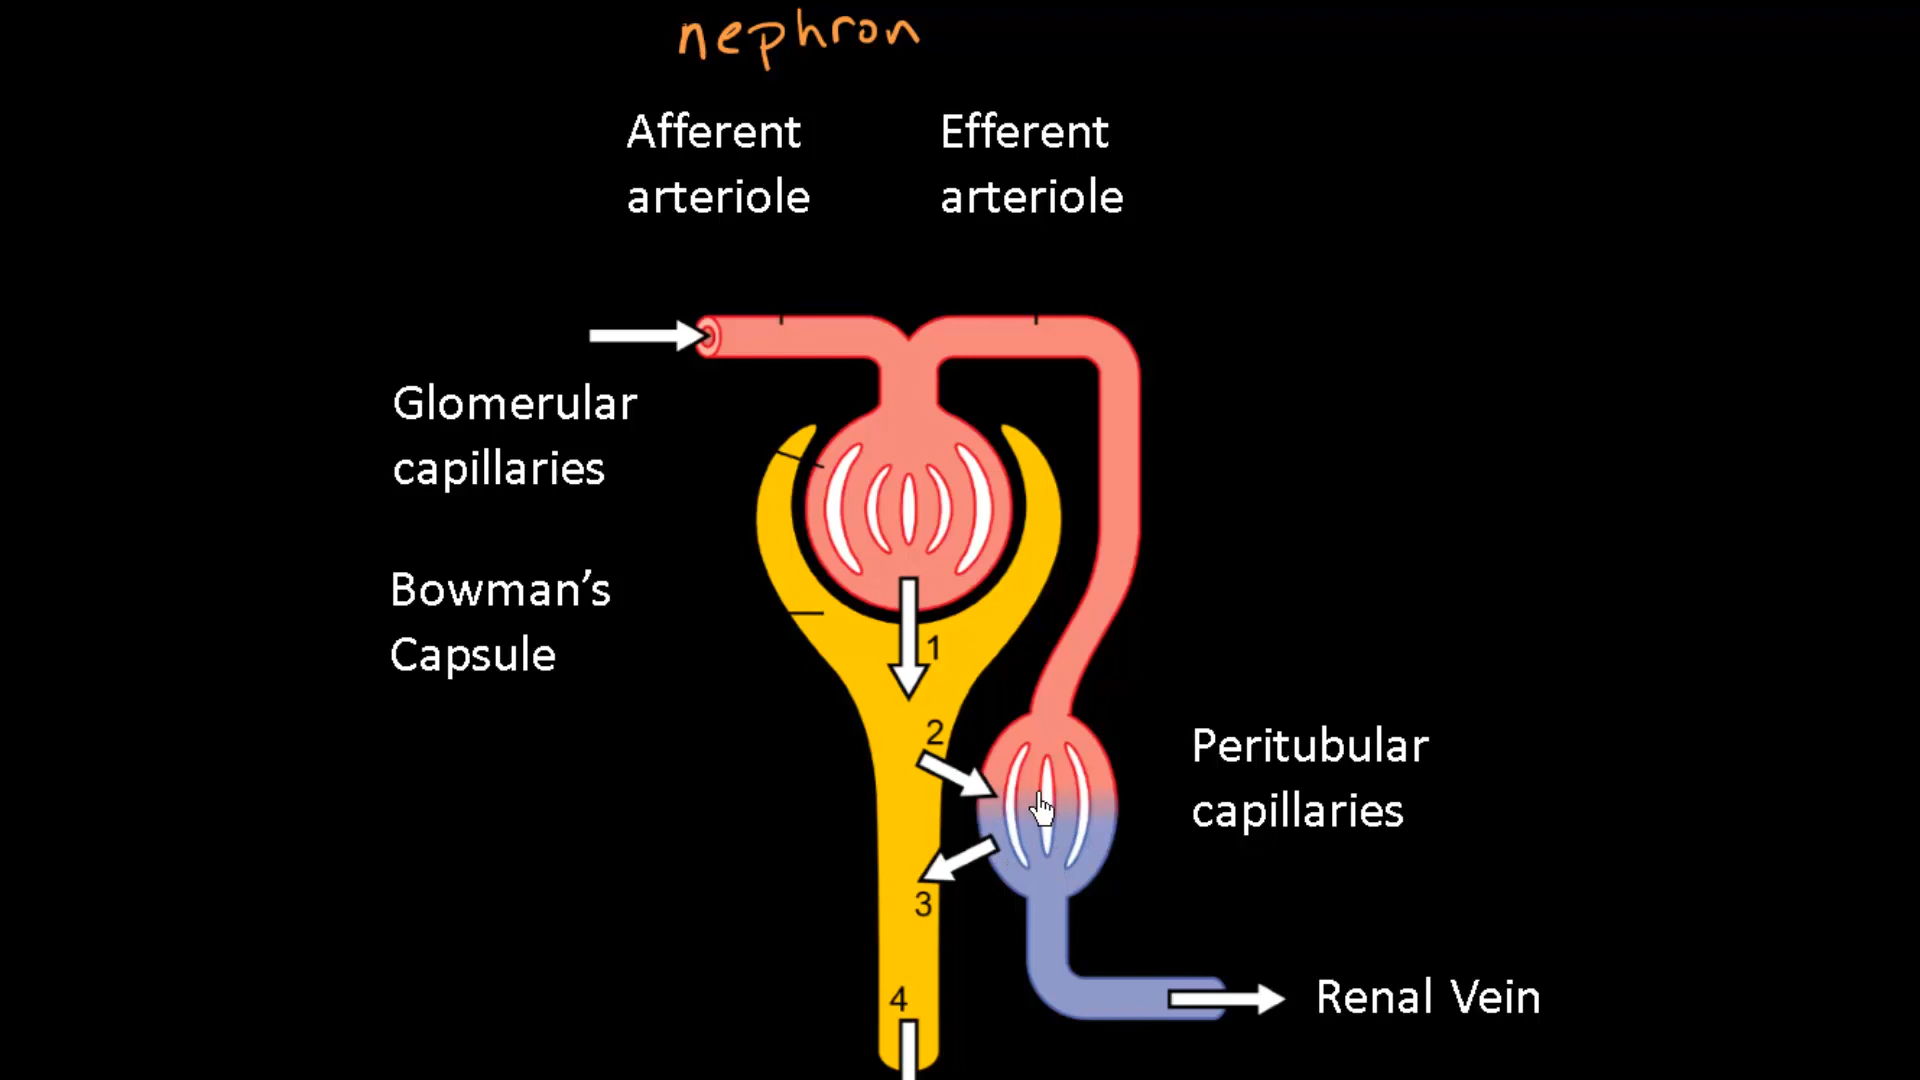 nephron
Afferent
arteriole
Efferent
arteriole
Glomerular
capillaries
Bowman's
Capsule
1
2
Peritubular
capillaries
3
4
Renal Vein